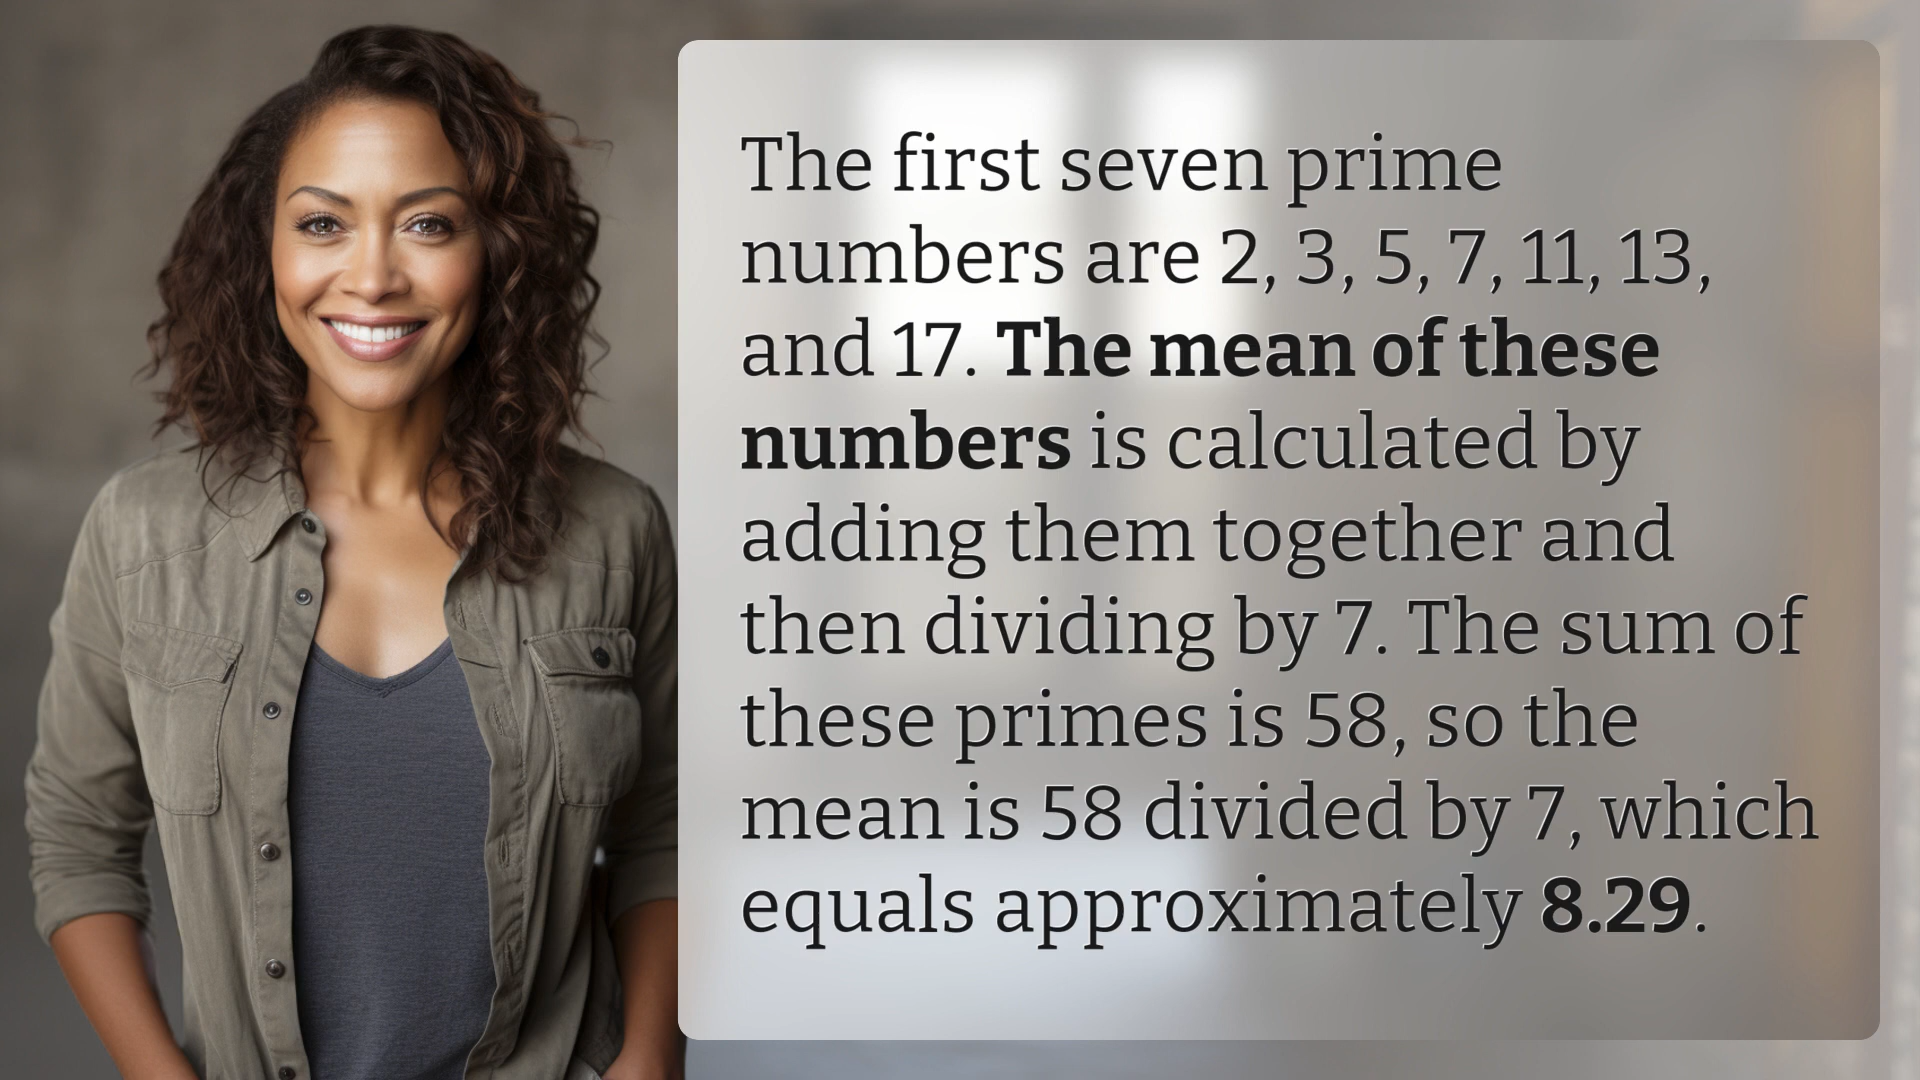 The first seven prime
numbers are 2, 3, 5, 7, 11, 13,
and 17. The mean of these
numbers is calculated by
adding them together and
then dividing by 7. The sum of
these primes is 58, so the
mean is 58 divided by 7, which
equals approximately 8.29.